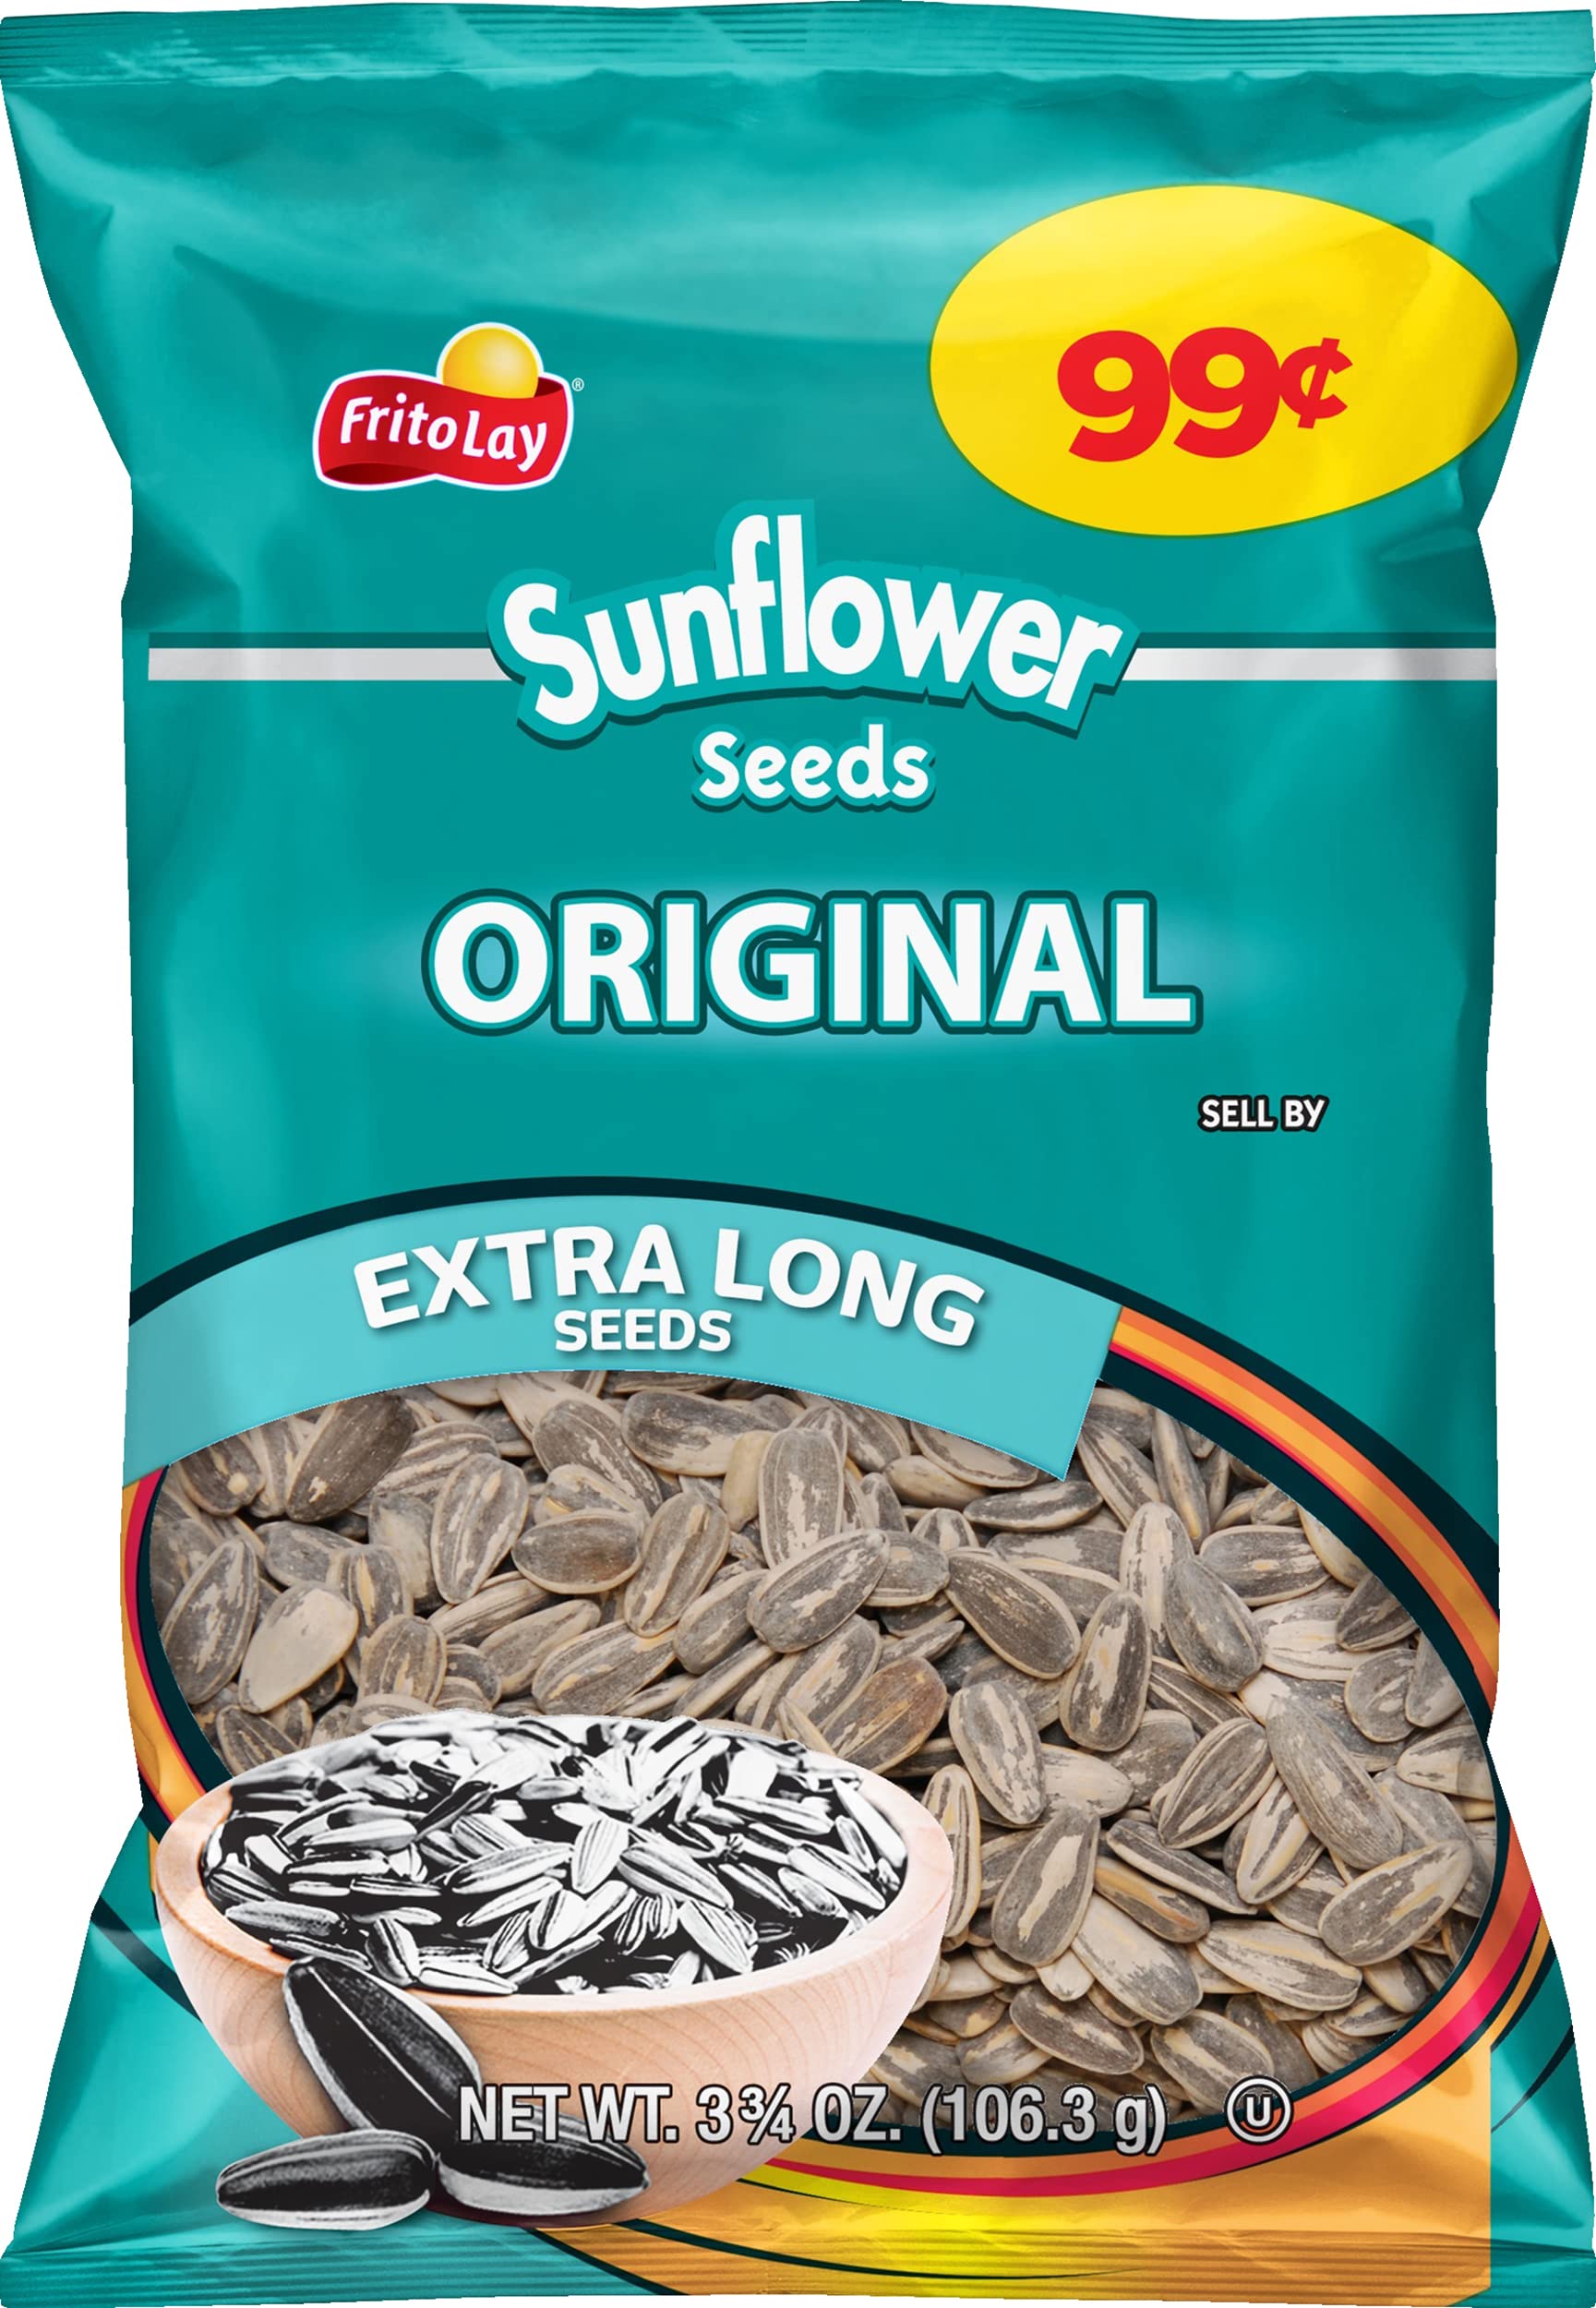 99¢
FritoLay®
Sunflower
Seeds
ORIGINAL
SELL BY
EXTRA LONG
SEEDS
NET WT. 3¾ OZ. (106.3 g) U